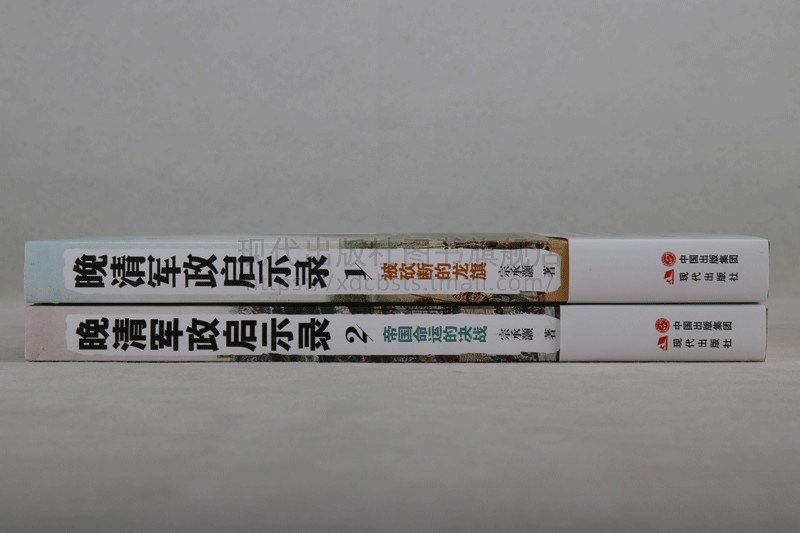 晚清军政启示录 1 被砍断的龙旗 宗承灏 著 中国出版集团 现代出版社
晚清军政启示录 2 帝国命运的决战 宗承灏 著 中国出版集团 现代出版社
现代出版社图书旗舰店